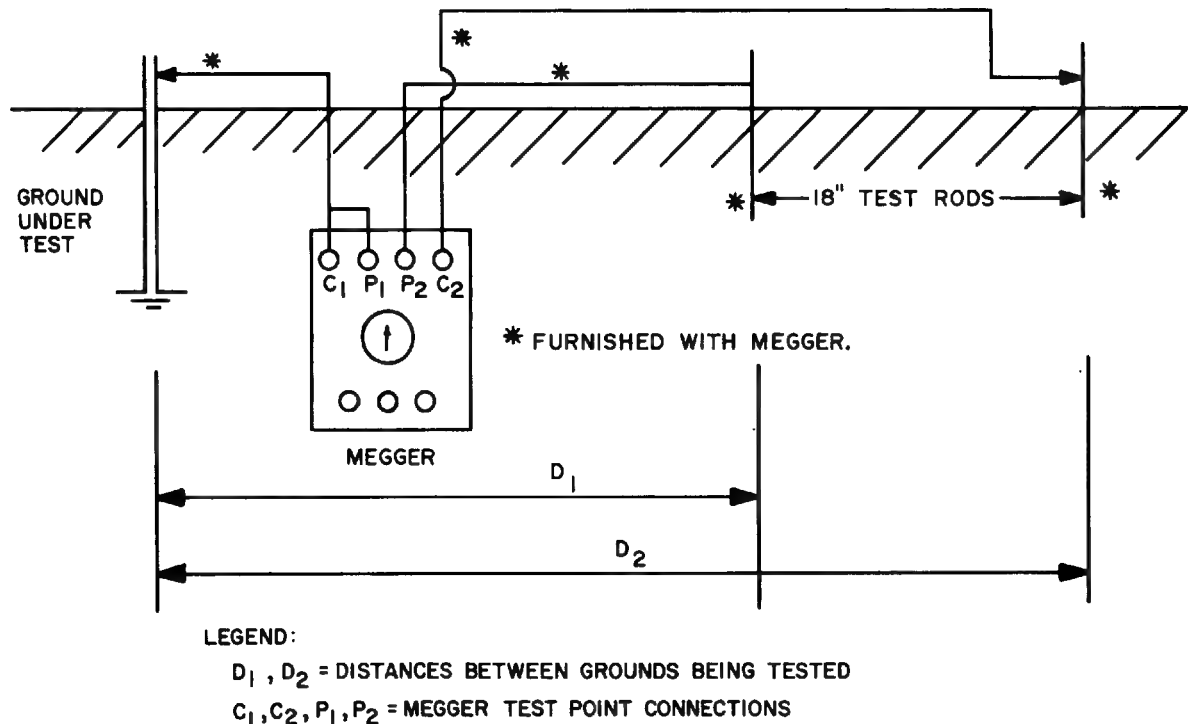 *
*
*
GROUND
UNDER
TEST
* 18" TEST RODS *
C₁ P₁ P₂ C₂
* FURNISHED WITH MEGGER.
MEGGER
D₁
D₂
LEGEND:
D₁, D₂ = DISTANCES BETWEEN GROUNDS BEING TESTED
C₁, C₂, P₁, P₂ = MEGGER TEST POINT CONNECTIONS